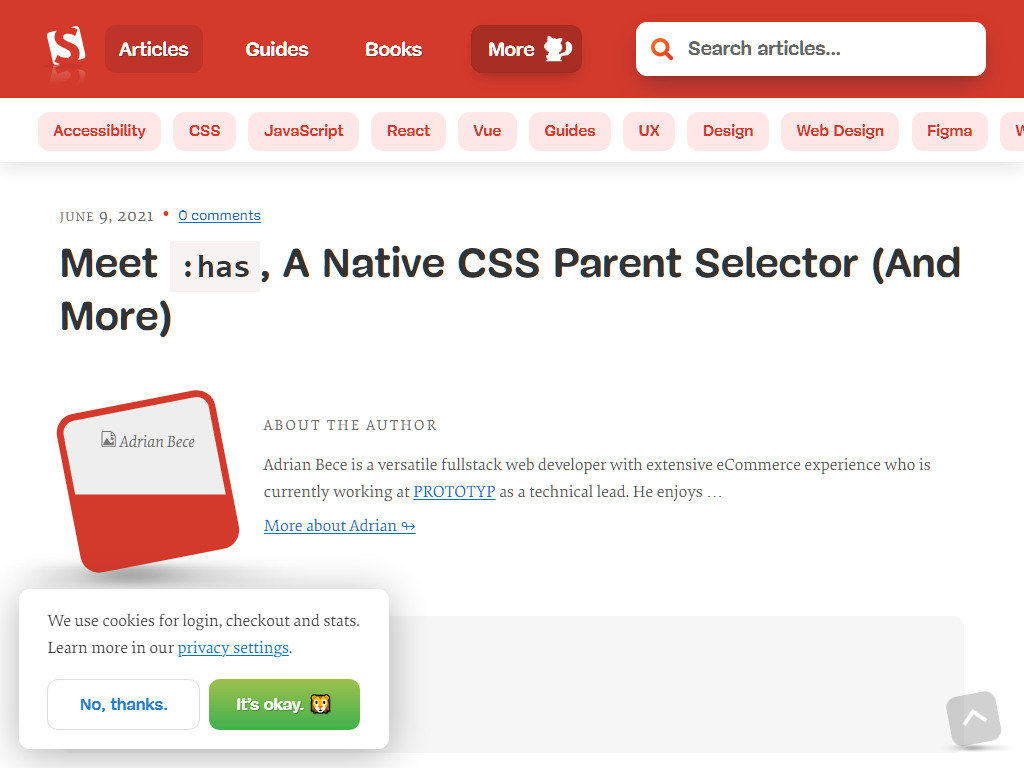 Articles Guides Books More Search articles...
Accessibility CSS JavaScript React Vue Guides UX Design Web Design Figma
JUNE 9, 2021 • 0 comments
Meet :has, A Native CSS Parent Selector (And
More)
Adrian Bece
ABOUT THE AUTHOR
Adrian Bece is a versatile fullstack web developer with extensive eCommerce experience who is
currently working at PROTOTYP as a technical lead. He enjoys …
More about Adrian ↬
We use cookies for login, checkout and stats.
Learn more in our privacy settings.
No, thanks. It's okay. 🐯